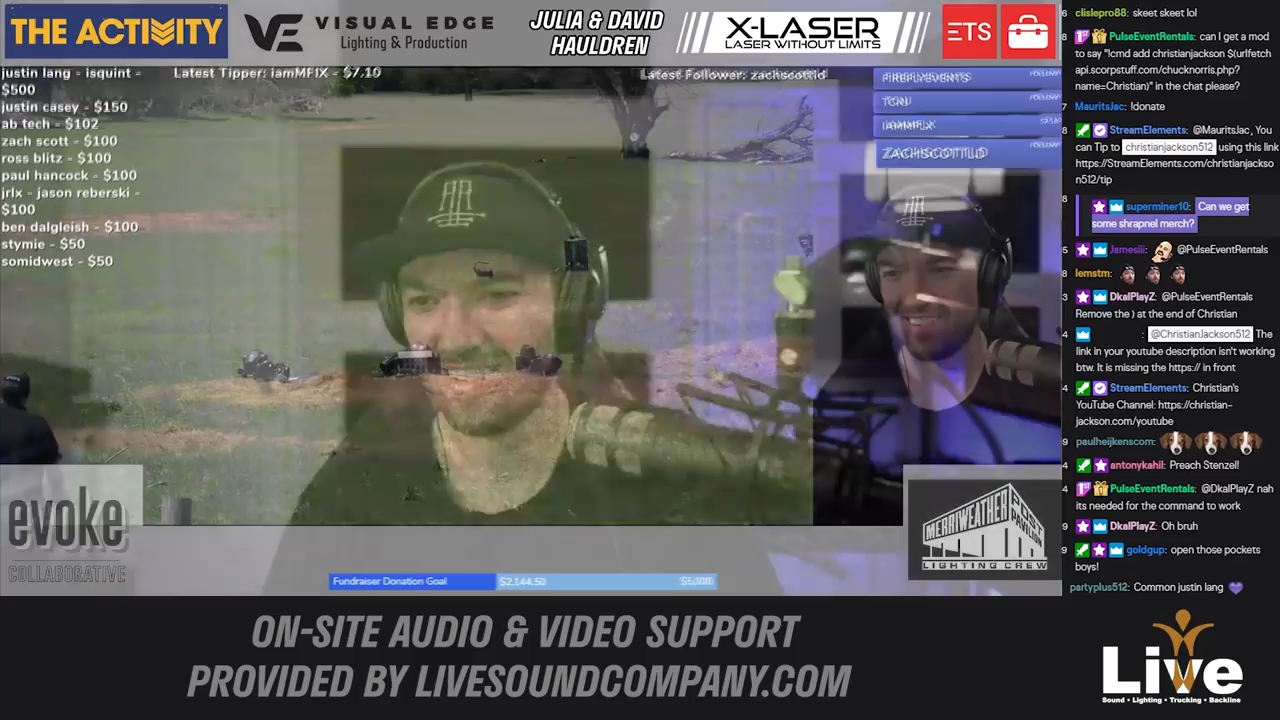 THE ACTIVITY
VE VISUAL EDGE
Lighting & Production
JULIA & DAVID
HAULDREN
X-LASER
LASER WITHOUT LIMITS
ETS
justin lang - isquint -
$500
justin casey - $150
ab tech - $102
zach scott - $100
ross blitz - $100
paul hancock - $100
jrlx - jason reberski -
$100
ben dalgleish - $100
stymie - $50
somidwest - $50
Latest Tipper: iamMFIX - $7.10
Latest Follower: zachscottld
FIREFLYEVENTS
IAMMFIX
ZACHSCOTTLD
evoke
COLLABORATIVE
MERRIWEATHER
POST
PAVILION
LIGHTING CREW
Fundraiser Donation Goal
$2,144.50
$5,000
ON-SITE AUDIO & VIDEO SUPPORT
PROVIDED BY LIVESOUNDCOMPANY.COM
clislepro88: skeet skeet lol
PulseEventRentals: can I get a mod
to say "!cmd add christianjackson $(urlfetch
api.scorpstuff.com/chucknorris.php?
name=Christian)" in the chat please?
MauritsJac: !donate
StreamElements: @MauritsJac, You
can Tip to christianjackson512 using this link
https://StreamElements.com/christianjackso
n512/tip
superminer10: Can we get
some shrapnel merch?
Jamesiii: @PulseEventRentals
lemstm:
DkalPlayZ: @PulseEventRentals
Remove the ) at the end of Christian
: @ChristianJackson512 The
link in your youtube description isn't working
btw. It is missing the https:// in front
StreamElements: Christian's
YouTube Channel: https://christian-
jackson.com/youtube
paulheijkenscom:
antonykahil: Preach Stenzel!
PulseEventRentals: @DkalPlayZ nah
its needed for the command to work
DkalPlayZ: Oh bruh
goldgup: open those pockets
boys!
partyplus512: Common justin lang
Live
Sound • Lighting • Trucking • Backline